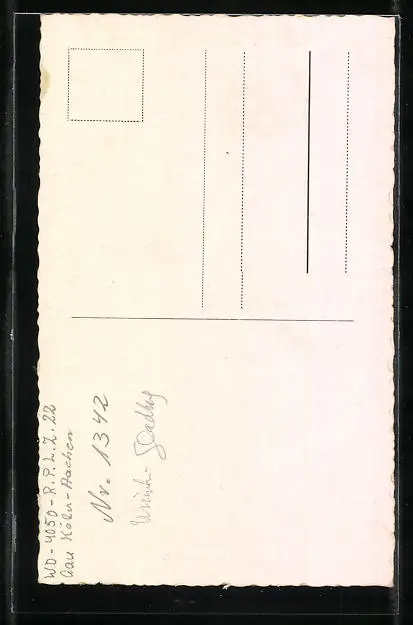 WD-4050-R.P.L.Z.22
Gau Köln-Aachen
Nr. 1342